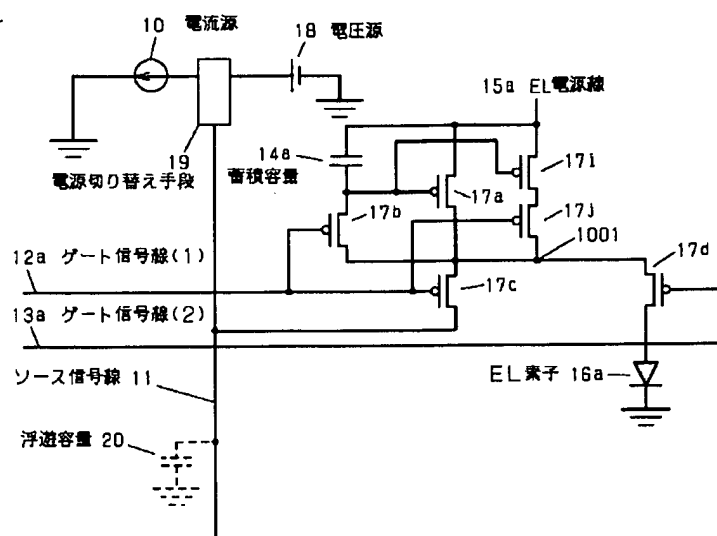 10 電流源
18 電圧源
15a EL電源線
19
電源切り替え手段
14a
蓄積容量
17i
17a
17b
17j
1001
17d
12a ゲート信号線(1)
17c
13a ゲート信号線(2)
ソース信号線 11
EL素子 16a
浮遊容量 20